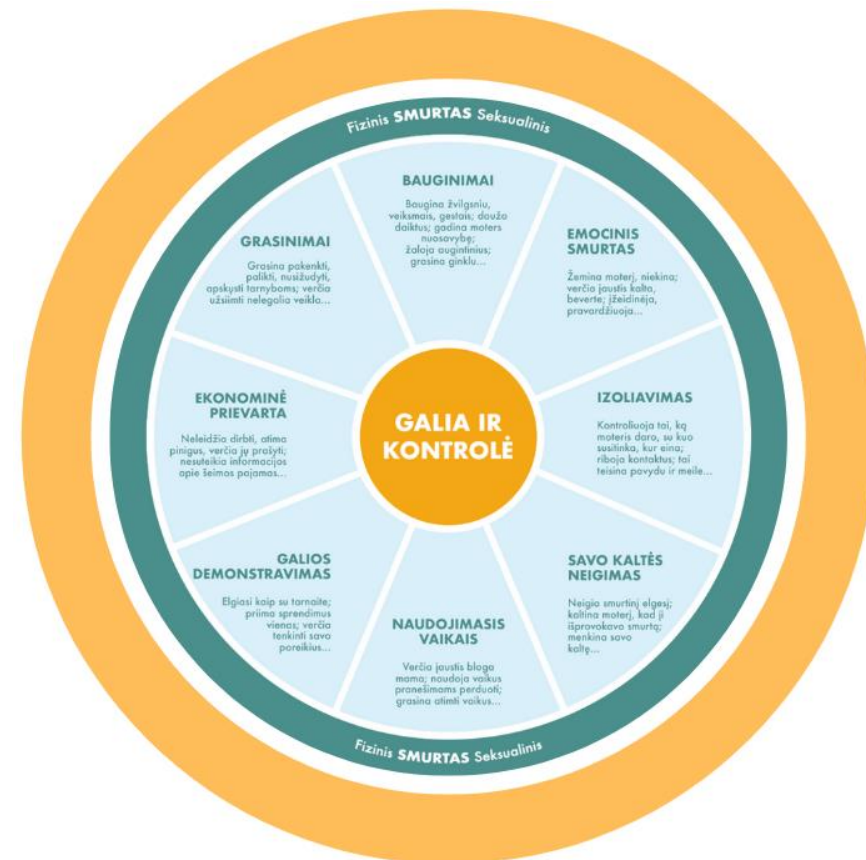 Fizinis SMURTAS Seksualinis
BAUGINIMAI
Baugina žvilgsniu,
veiksmais, gestais; daužo
daiktus; gadina moters
nuosavybę;
žaloja augintinius;
grasina ginklu...
EMOCINIS
SMURTAS
Žemina moterį, niekina;
verčia jaustis kalta,
beverte; įžeidinėja,
pravardžiuoja...
IZOLIAVIMAS
Kontroliuoja tai, ką
moteris daro, su kuo
susitinka, kur eina;
riboja kontaktus; tai
teisina pavydu ir meile...
SAVO KALTĖS
NEIGIMAS
Neigia smurtinį elgesį;
kaltina moterį, kad ji
išprovokavo smurtą;
menkina savo
kaltę...
NAUDOJIMASIS
VAIKAIS
Verčia jaustis bloga
mama; naudoja vaikus
pranešimams perduoti;
grasina atimti vaikus...
GALIOS
DEMONSTRAVIMAS
Elgiasi kaip su tarnaite;
priima sprendimus
vienas; verčia
tenkinti savo
poreikius...
EKONOMINĖ
PRIEVARTA
Neleidžia dirbti, atima
pinigus, verčia jų prašyti;
nesuteikia informacijos
apie šeimos pajamas...
GRASINIMAI
Grasina pakenkti,
palikti, nusižudyti,
apskųsti tarnyboms; verčia
užsiimti nelegalia veikla...
GALIA IR
KONTROLĖ
Fizinis SMURTAS Seksualinis